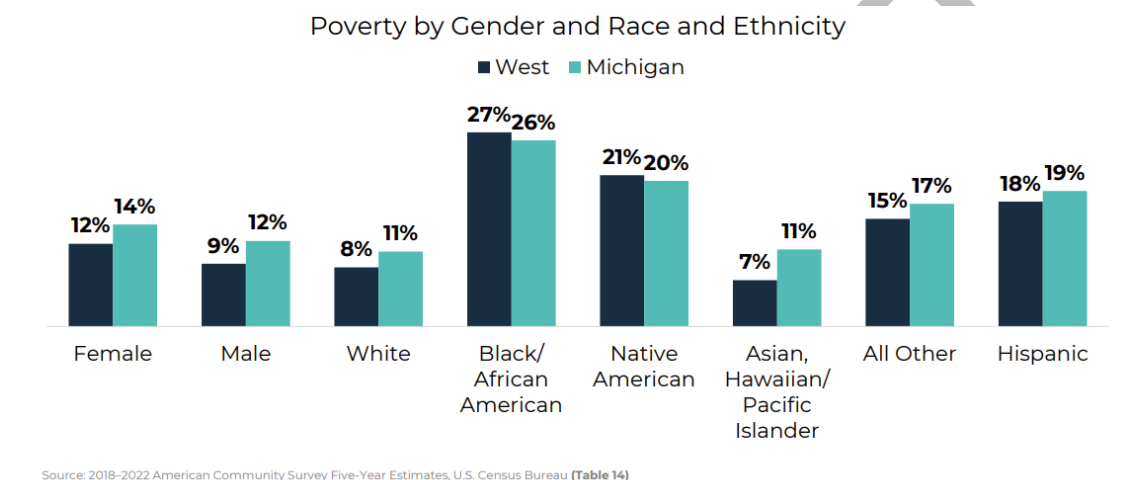 Poverty by Gender and Race and Ethnicity
West Michigan
12% 14% 9% 12% 8% 11% 27% 26% 21% 20% 7% 11% 15% 17% 18% 19%
Female Male White Black/ Native Asian, All Other Hispanic
African American Hawaiian/
American Pacific
Islander
Source: 2018–2022 American Community Survey Five-Year Estimates, U.S. Census Bureau (Table 14)